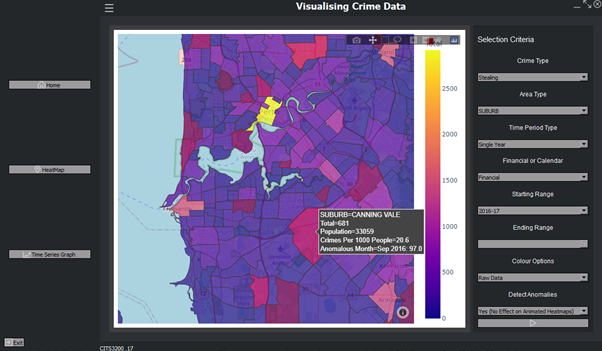 Visualising Crime Data
Home
HeatMap
Time Series Graph
Exit
2500
2000
1500
1000
500
0
SUBURB=CANNING VALE
Total=681
Population=33059
Crimes Per 1000 People=20.6
Anomalous Month=Sep 2016: 97.0
Selection Criteria
Crime Type
Stealing
Area Type
SUBURB
Time Period Type
Single Year
Financial or Calendar
Financial
Starting Range
2016-17
Ending Range
Colour Options
Raw Data
Detect Anomalies
Yes (No Effect on Animated Heatmaps)
CITS3200_17